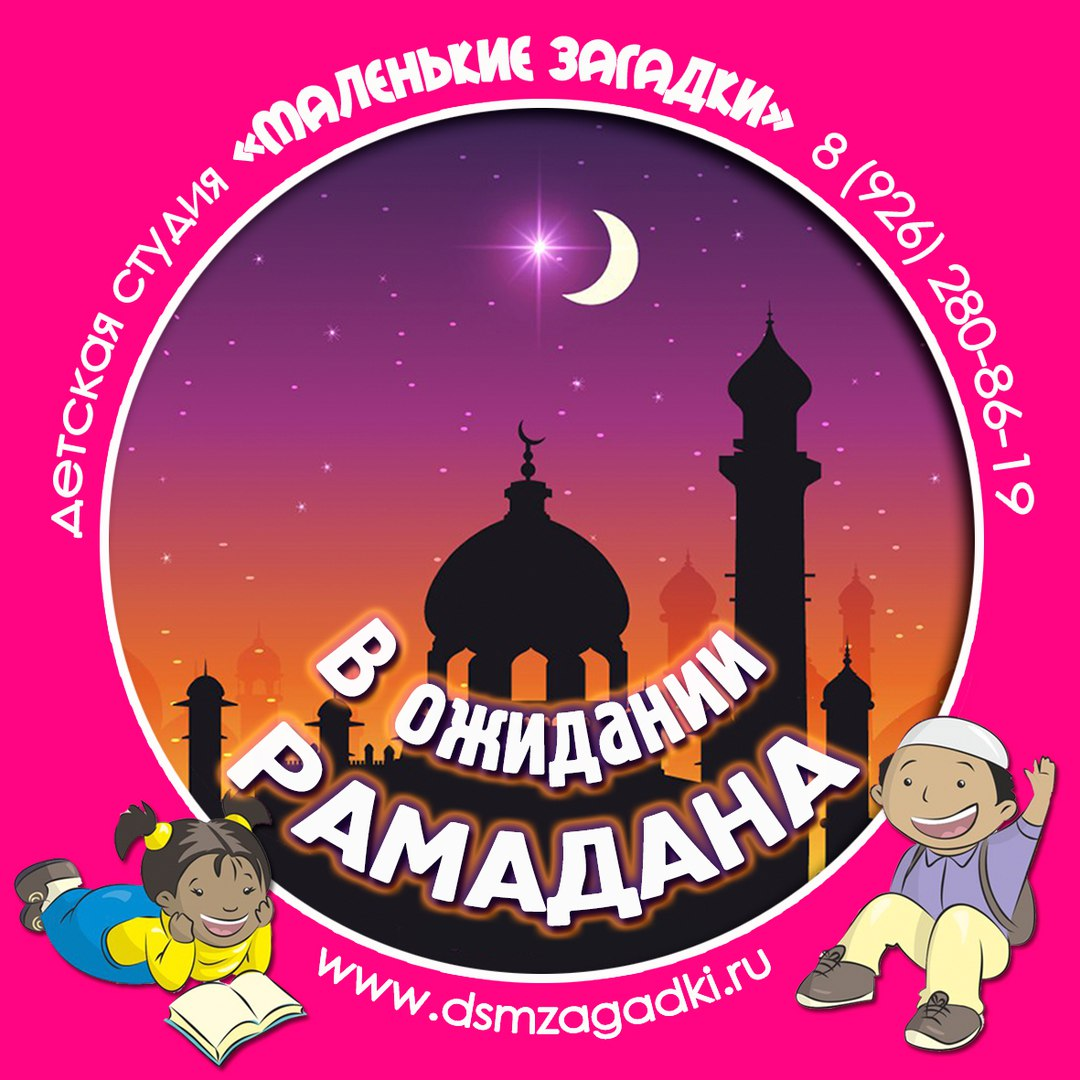 детская студия «Маленькие загадки» 8 (926) 280-86-19
В ожидании
Рамадана
www.dsmzagadki.ru